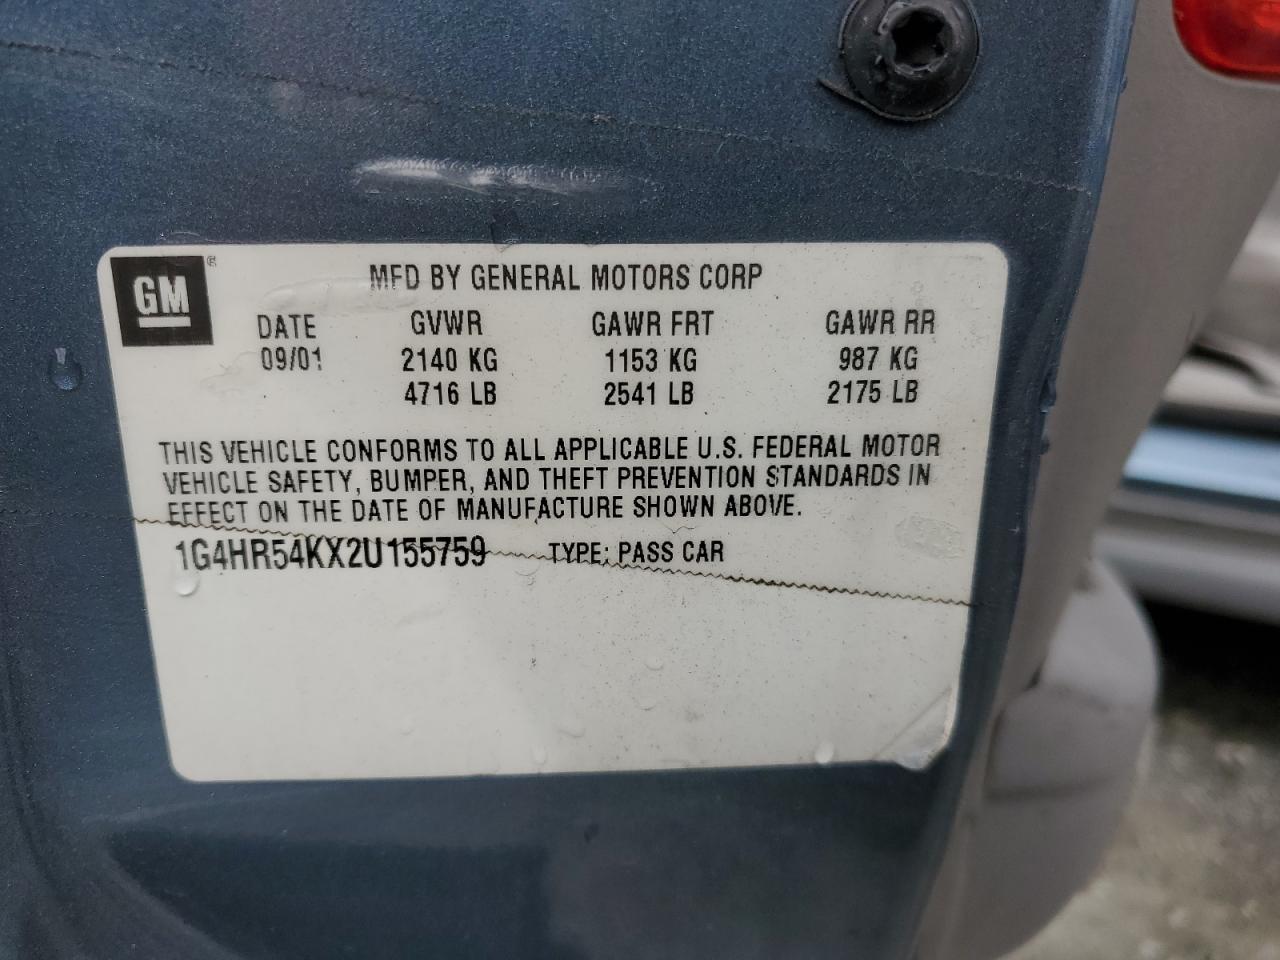 GM ®
MFD BY GENERAL MOTORS CORP
DATE GVWR GAWR FRT GAWR RR
09/01 2140 KG 1153 KG 987 KG
4716 LB 2541 LB 2175 LB
THIS VEHICLE CONFORMS TO ALL APPLICABLE U.S. FEDERAL MOTOR
VEHICLE SAFETY, BUMPER, AND THEFT PREVENTION STANDARDS IN
EFFECT ON THE DATE OF MANUFACTURE SHOWN ABOVE.
1G4HR54KX2U155759 TYPE: PASS CAR